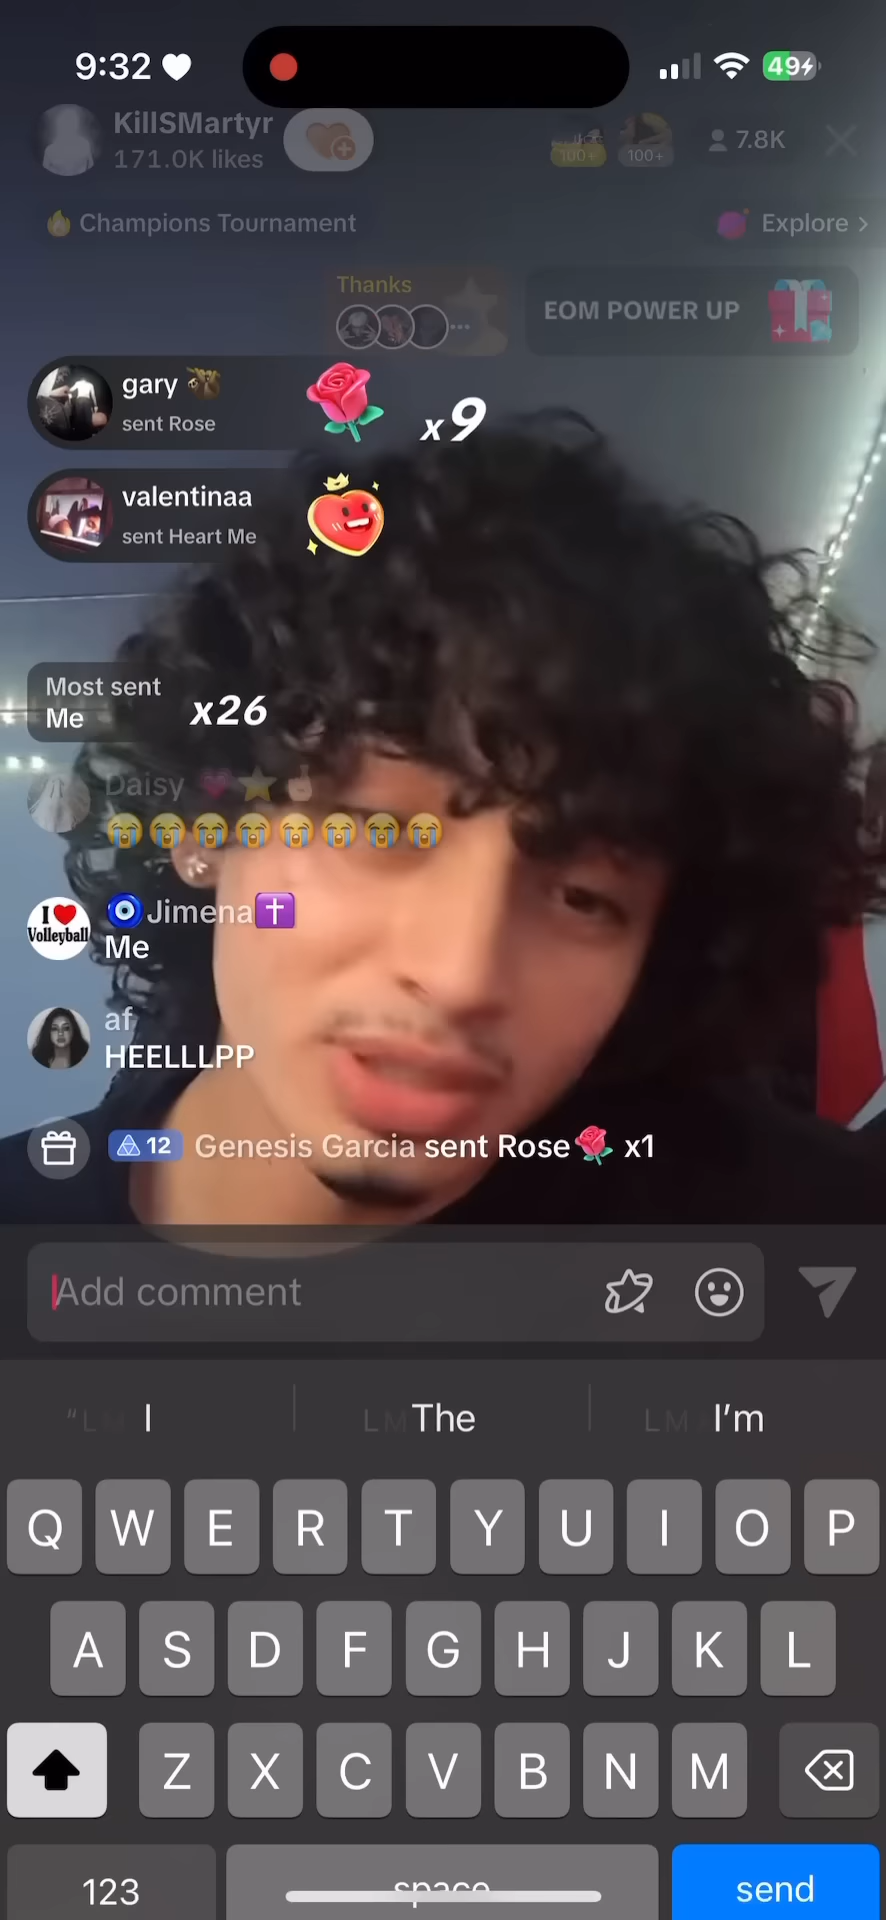 9:32
49
KillSMartyr
171.0K likes
100+
100+
7.8K
Champions Tournament
Explore >
Thanks
EOM POWER UP
gary
sent Rose
x9
valentinaa
sent Heart Me
Most sent
Me
x26
Daisy
I ❤️
Volleyball
Jimena
Me
af
HEELLLPP
12 Genesis Garcia sent Rose x1
Add comment
I The I'm
Q W E R T Y U I O P
A S D F G H J K L
Z X C V B N M
123 space send